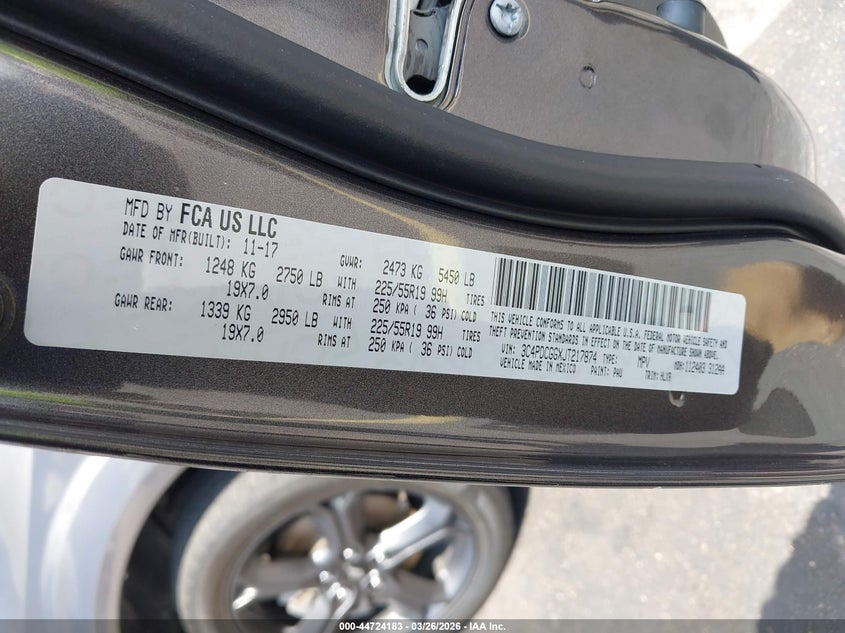 MFD BY FCA US LLC
DATE OF MFR(BUILT): 11-17
GAWR FRONT: 1248 KG 2750 LB WITH 225/55R19 99H TIRES
19X7.0 RIMS AT 250 KPA ( 36 PSI) COLD
GAWR REAR: 1339 KG 2950 LB WITH 225/55R19 99H TIRES
19X7.0 RIMS AT 250 KPA ( 36 PSI) COLD
GVWR: 2473 KG 5450 LB
THIS VEHICLE CONFORMS TO ALL APPLICABLE U.S.A. FEDERAL MOTOR VEHICLE SAFETY AND
THEFT PREVENTION STANDARDS IN EFFECT ON THE DATE OF MANUFACTURE SHOWN ABOVE.
VIN: 3C4PDCGGXJT217874 TYPE: MPV MDH: 112403 312AA
VEHICLE MADE IN MEXICO PAINT: PAU TRIM: HLXR
000-44724183 — 03/26/2026 — IAA Inc.